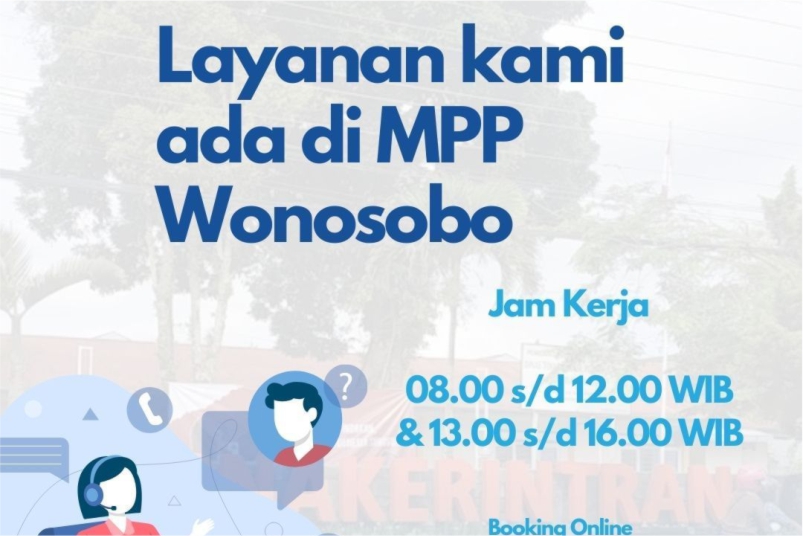 Layanan kami
ada di MPP
Wonosobo
Jam Kerja
08.00 s/d 12.00 WIB
& 13.00 s/d 16.00 WIB
?
AKERINTRAN
Booking Online